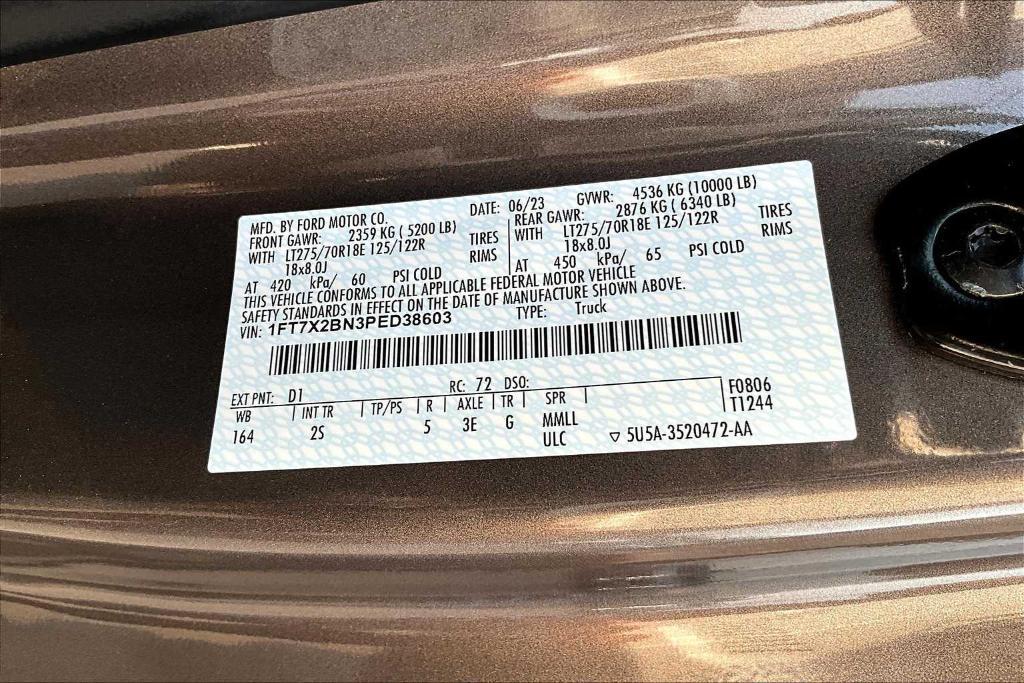 MFD. BY FORD MOTOR CO. DATE: 06/23 GVWR: 4536 KG (10000 LB)
FRONT GAWR: 2359 KG ( 5200 LB) REAR GAWR: 2876 KG ( 6340 LB)
WITH LT275/70R18E 125/122R TIRES WITH LT275/70R18E 125/122R TIRES
18x8.0J RIMS 18x8.0J RIMS
AT 420 kPa/ 60 PSI COLD AT 450 kPa/ 65 PSI COLD
THIS VEHICLE CONFORMS TO ALL APPLICABLE FEDERAL MOTOR VEHICLE
SAFETY STANDARDS IN EFFECT ON THE DATE OF MANUFACTURE SHOWN ABOVE.
VIN: 1FT7X2BN3PED38603 TYPE: Truck
EXT PNT: D1 RC: 72 DSO: F0806
WB INT TR TP/PS R AXLE TR SPR T1244
164 2S 5 3E G MMLL
ULC ▽ 5U5A-3520472-AA